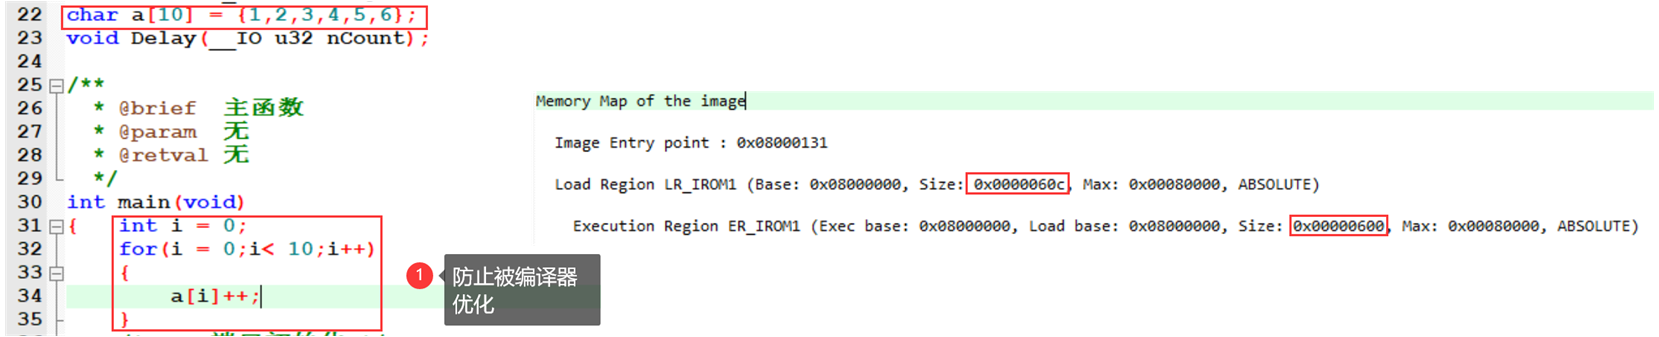 22 char a[10] = {1,2,3,4,5,6};
23 void Delay(__IO u32 nCount);
24
25 /**
26 * @brief 主函数
27 * @param 无
28 * @retval 无
29 */
30 int main(void)
31 { int i = 0;
32 for(i = 0;i< 10;i++)
33 {
34 a[i]++;
35 }
1 防止被编译器
优化
Memory Map of the image
Image Entry point : 0x08000131
Load Region LR_IROM1 (Base: 0x08000000, Size: 0x0000060c, Max: 0x00080000, ABSOLUTE)
Execution Region ER_IROM1 (Exec base: 0x08000000, Load base: 0x08000000, Size: 0x00000600, Max: 0x00080000, ABSOLUTE)